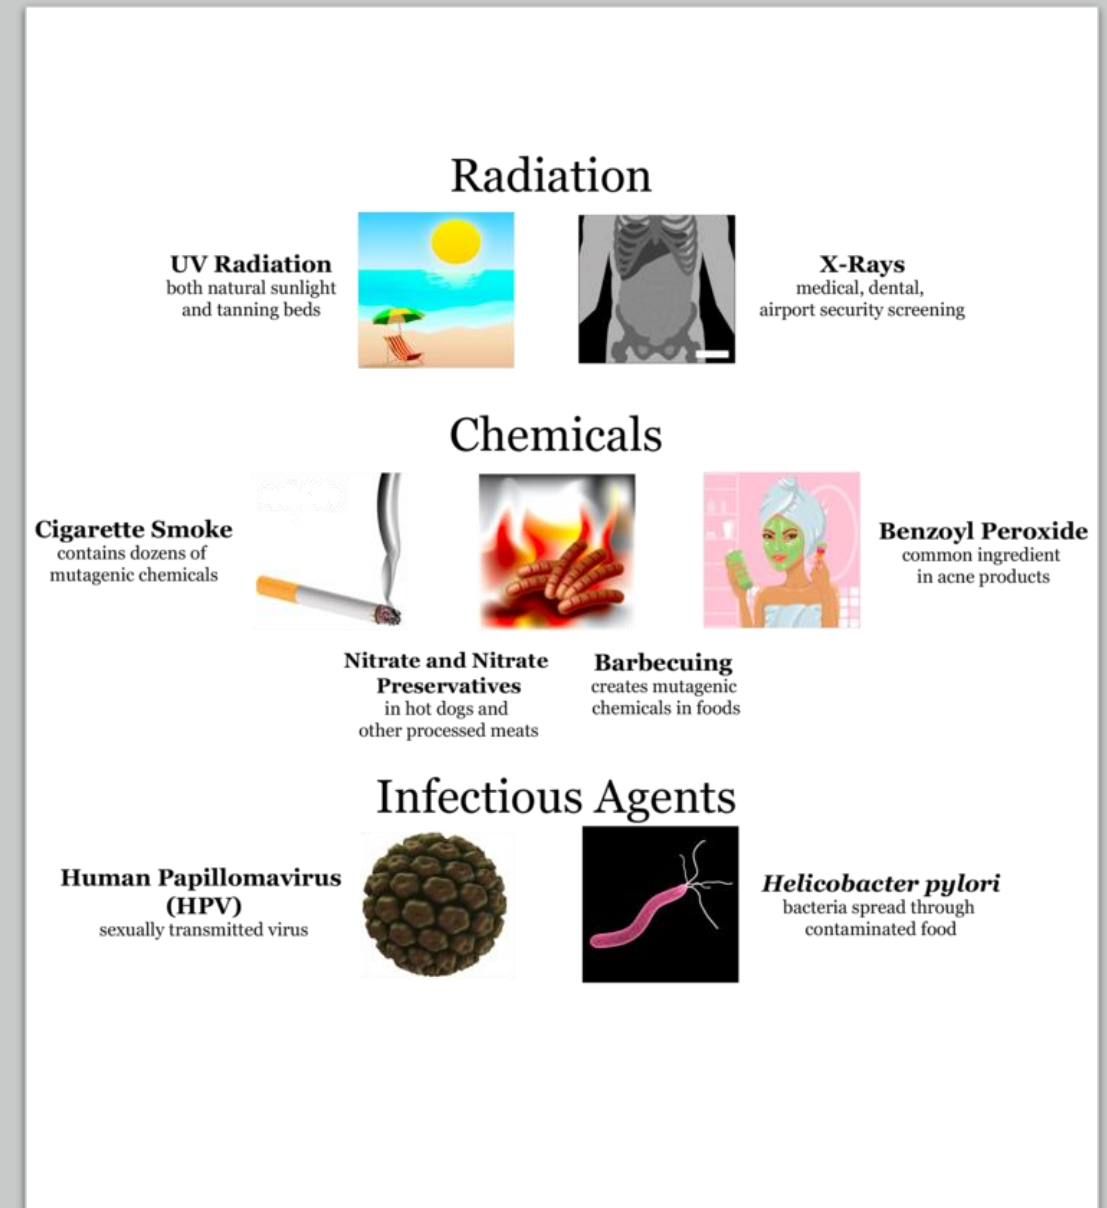 Radiation
UV Radiation
both natural sunlight
and tanning beds
X-Rays
medical, dental,
airport security screening
Chemicals
Cigarette Smoke
contains dozens of
mutagenic chemicals
Benzoyl Peroxide
common ingredient
in acne products
Nitrate and Nitrate
Preservatives
in hot dogs and
other processed meats
Barbecuing
creates mutagenic
chemicals in foods
Infectious Agents
Human Papillomavirus
(HPV)
sexually transmitted virus
Helicobacter pylori
bacteria spread through
contaminated food